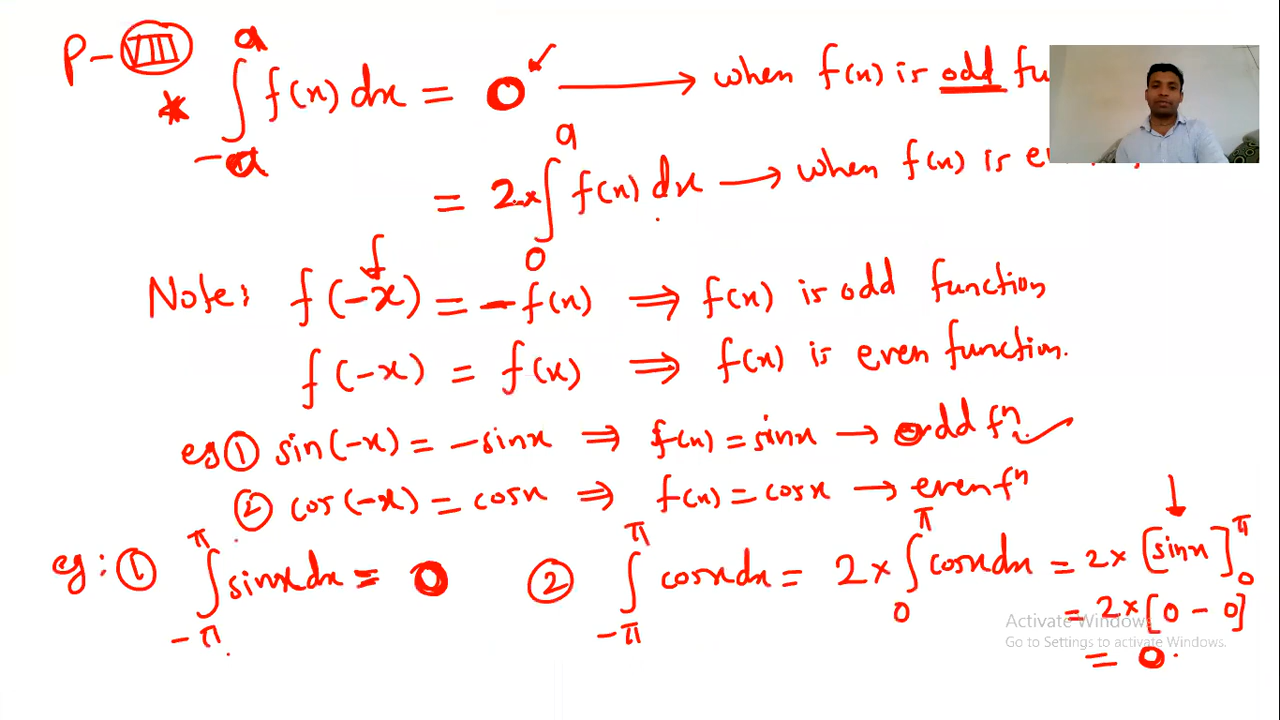 P-VIII * ∫_{-a}^{a} f(x) dx = 0 ✓ → when f(x) is odd fu
= 2× ∫_{0}^{a} f(x) dx → when f(x) is e
Note: f(-x) = -f(x) ⇒ f(x) is odd function
f(-x) = f(x) ⇒ f(x) is even function.
eg ① sin(-x) = -sinx ⇒ f(x) = sinx → odd fⁿ. ✓
② cos(-x) = cosx ⇒ f(x) = cosx → even fⁿ
eg: ① ∫_{-π}^{π} sinx dx = 0 ② ∫_{-π}^{π} cosx dx = 2× ∫_{0}^{π} cosx dx = 2× [sinx]_{0}^{π}
= 2× [0 - 0]
= 0
Activate Windows
Go to Settings to activate Windows.